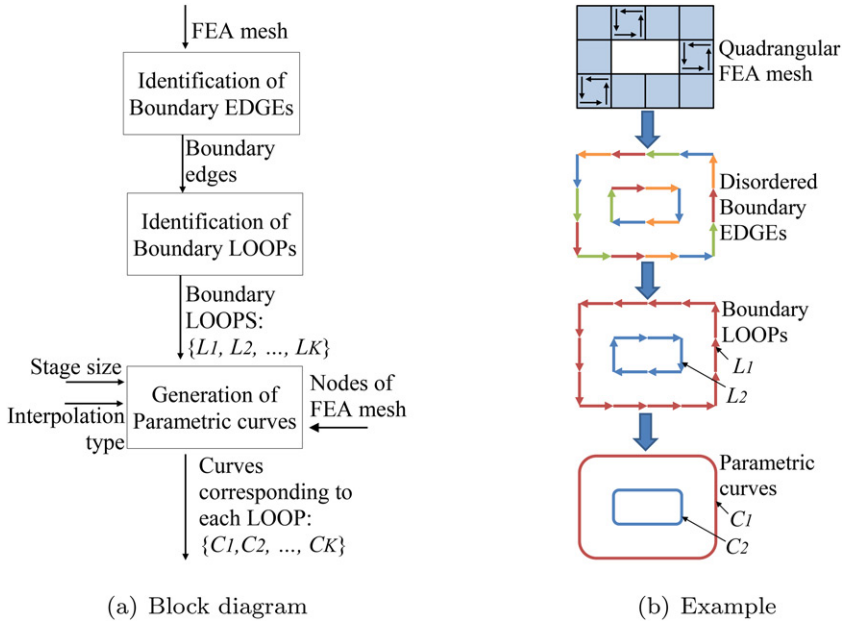 FEA mesh
Identification of
Boundary EDGEs
Boundary
edges
Identification of
Boundary LOOPs
Boundary
LOOPS:
{L1, L2, ..., LK}
Stage size
Interpolation
type
Generation of
Parametric curves
Nodes of
FEA mesh
Curves
corresponding to
each LOOP:
{C1,C2, ..., CK}
(a) Block diagram
Quadrangular
FEA mesh
Disordered
Boundary
EDGEs
Boundary
LOOPs
L1
L2
Parametric
curves
C1
C2
(b) Example